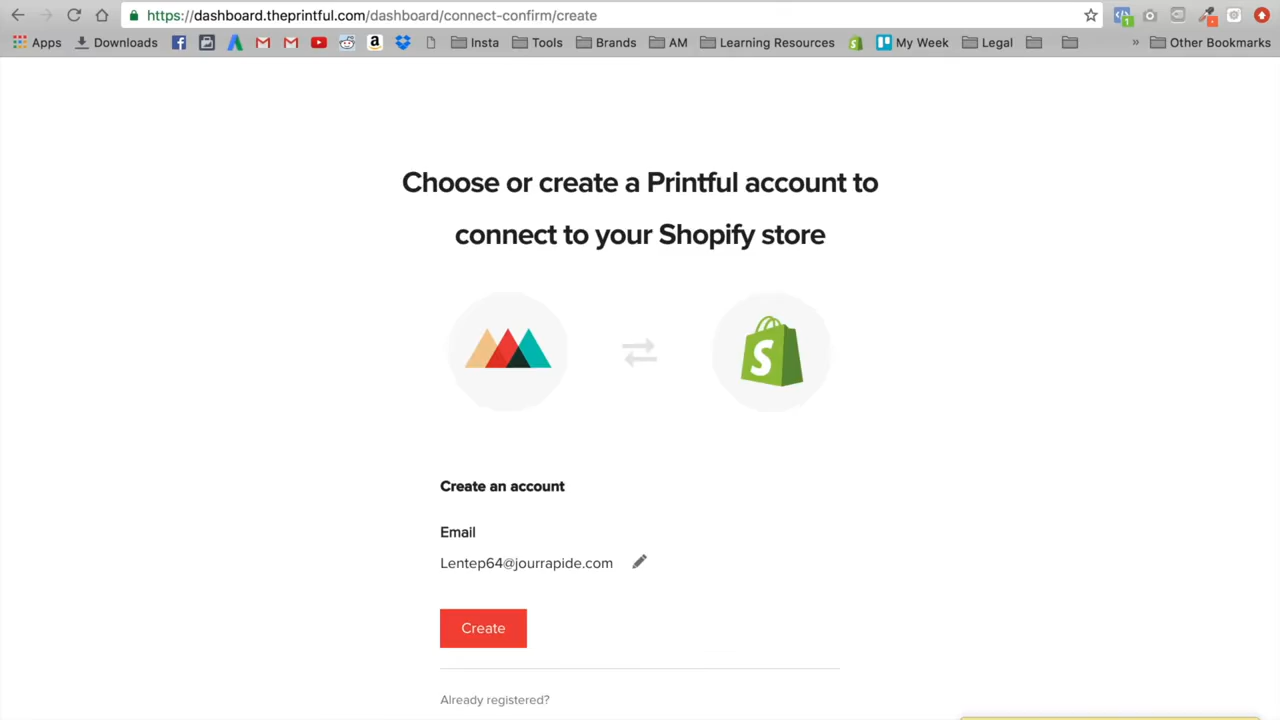 https://dashboard.theprintful.com/dashboard/connect-confirm/create
1
Apps Downloads a Insta Tools Brands AM Learning Resources My Week Legal » Other Bookmarks
Choose or create a Printful account to
connect to your Shopify store
S
Create an account
Email
Lentep64@jourrapide.com
Create
Already registered?